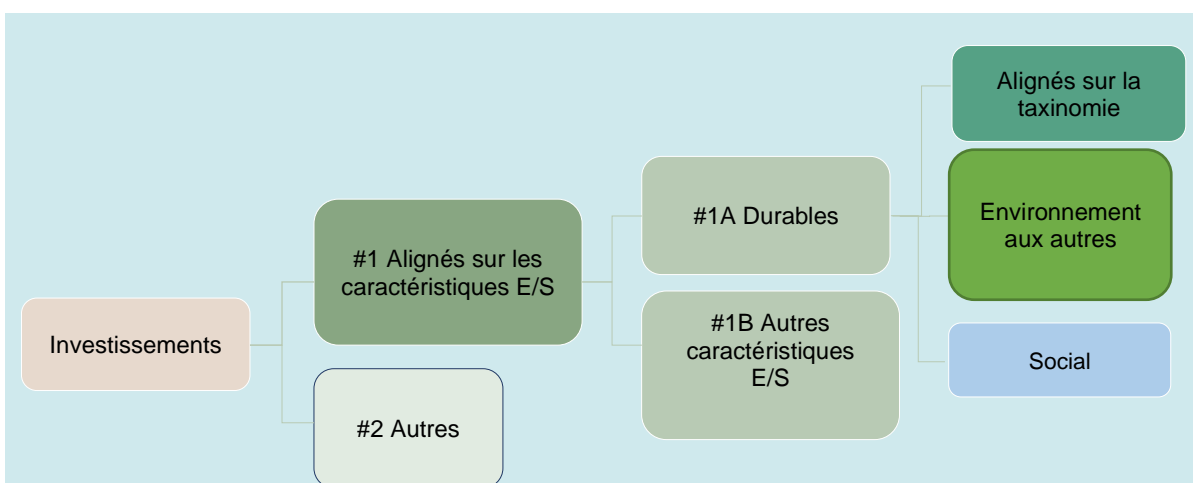 Investissements
#1 Alignés sur les
caractéristiques E/S
#2 Autres
#1A Durables
#1B Autres
caractéristiques
E/S
Alignés sur la
taxinomie
Environnement
aux autres
Social